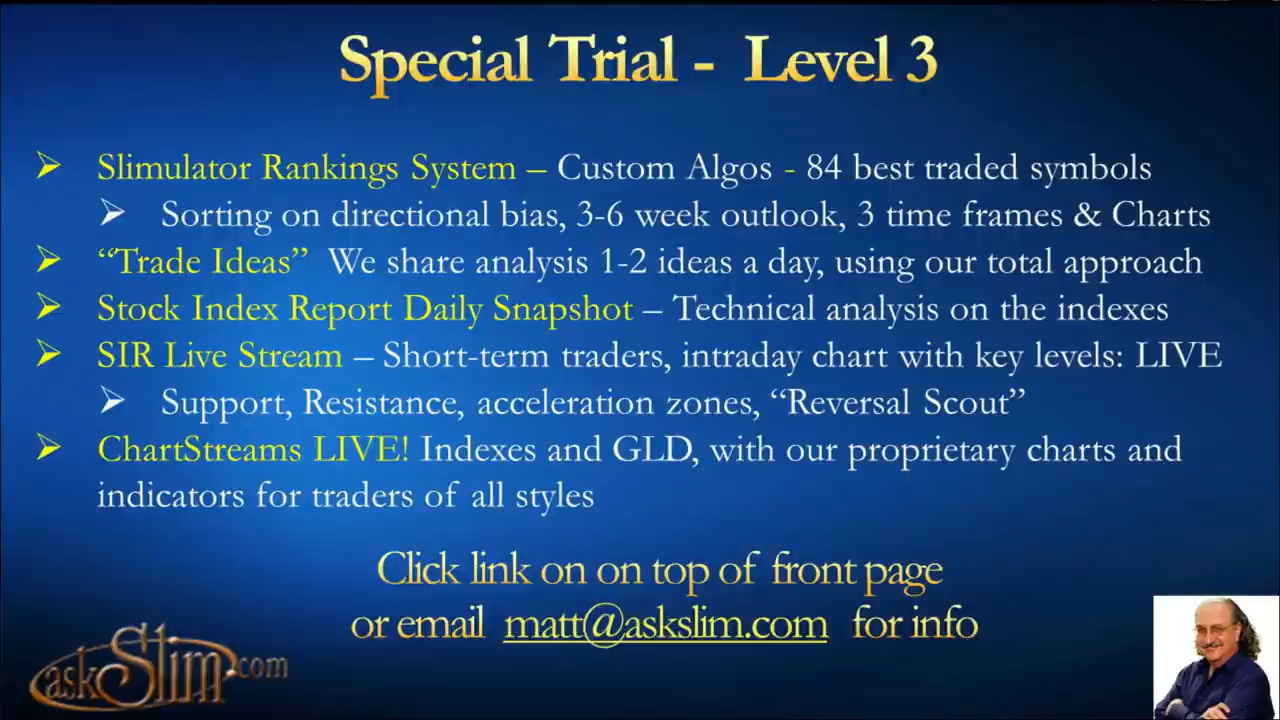 Special Trial - Level 3
➢ Slimulator Rankings System – Custom Algos - 84 best traded symbols
➢ Sorting on directional bias, 3-6 week outlook, 3 time frames & Charts
➢ “Trade Ideas” We share analysis 1-2 ideas a day, using our total approach
➢ Stock Index Report Daily Snapshot – Technical analysis on the indexes
➢ SIR Live Stream – Short-term traders, intraday chart with key levels: LIVE
➢ Support, Resistance, acceleration zones, “Reversal Scout”
➢ ChartStreams LIVE! Indexes and GLD, with our proprietary charts and
indicators for traders of all styles
Click link on on top of front page
or email matt@askslim.com for info
askSlim.com